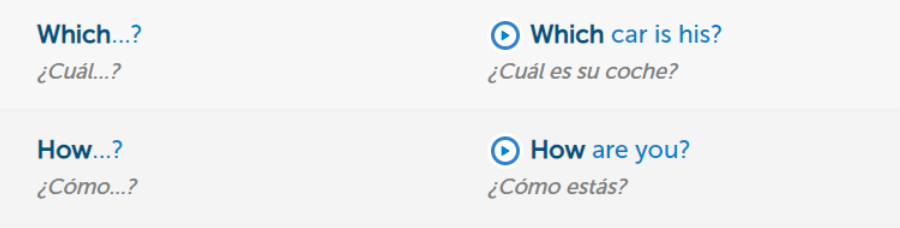 Which...?
¿Cuál...?
Which car is his?
¿Cuál es su coche?
How...?
¿Cómo...?
How are you?
¿Cómo estás?